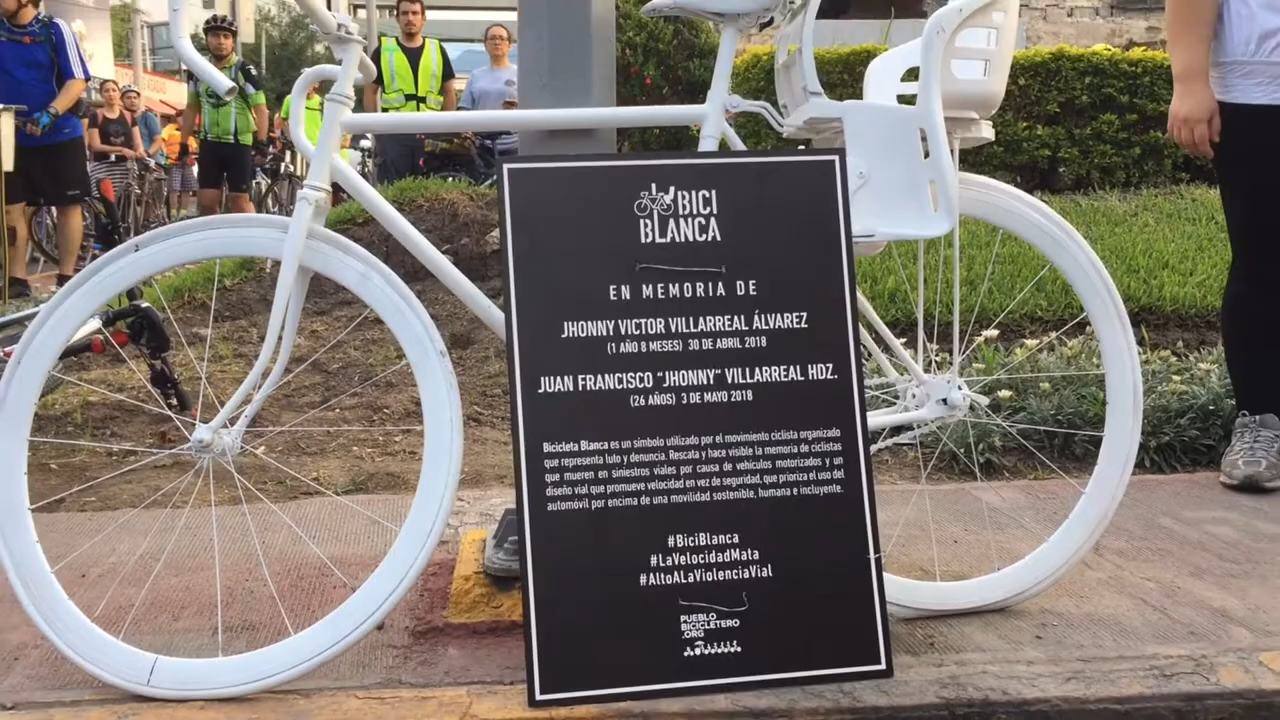 BICI
BLANCA
EN MEMORIA DE
JHONNY VICTOR VILLARREAL ÁLVAREZ
(1 AÑO 8 MESES) 30 DE ABRIL 2018
JUAN FRANCISCO "JHONNY" VILLARREAL HDZ.
(26 AÑOS) 3 DE MAYO 2018
Bicicleta Blanca es un símbolo utilizado por el movimiento ciclista organizado
que representa luto y denuncia. Rescata y hace visible la memoria de ciclistas
que mueren en siniestros viales por causa de vehículos motorizados y un
diseño vial que promueve velocidad en vez de seguridad, que prioriza el uso del
automóvil por encima de una movilidad sostenible, humana e incluyente.
#BiciBlanca
#LaVelocidadMata
#AltoALaViolenciaVial
PUEBLO
BICICLETERO
.ORG